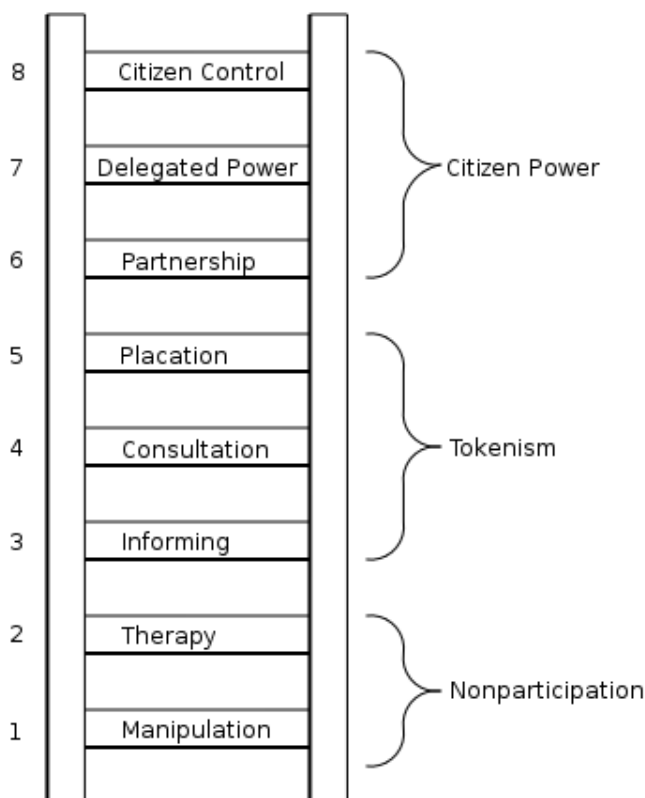 8 Citizen Control
7 Delegated Power Citizen Power
6 Partnership
5 Placation
4 Consultation Tokenism
3 Informing
2 Therapy
Nonparticipation
1 Manipulation